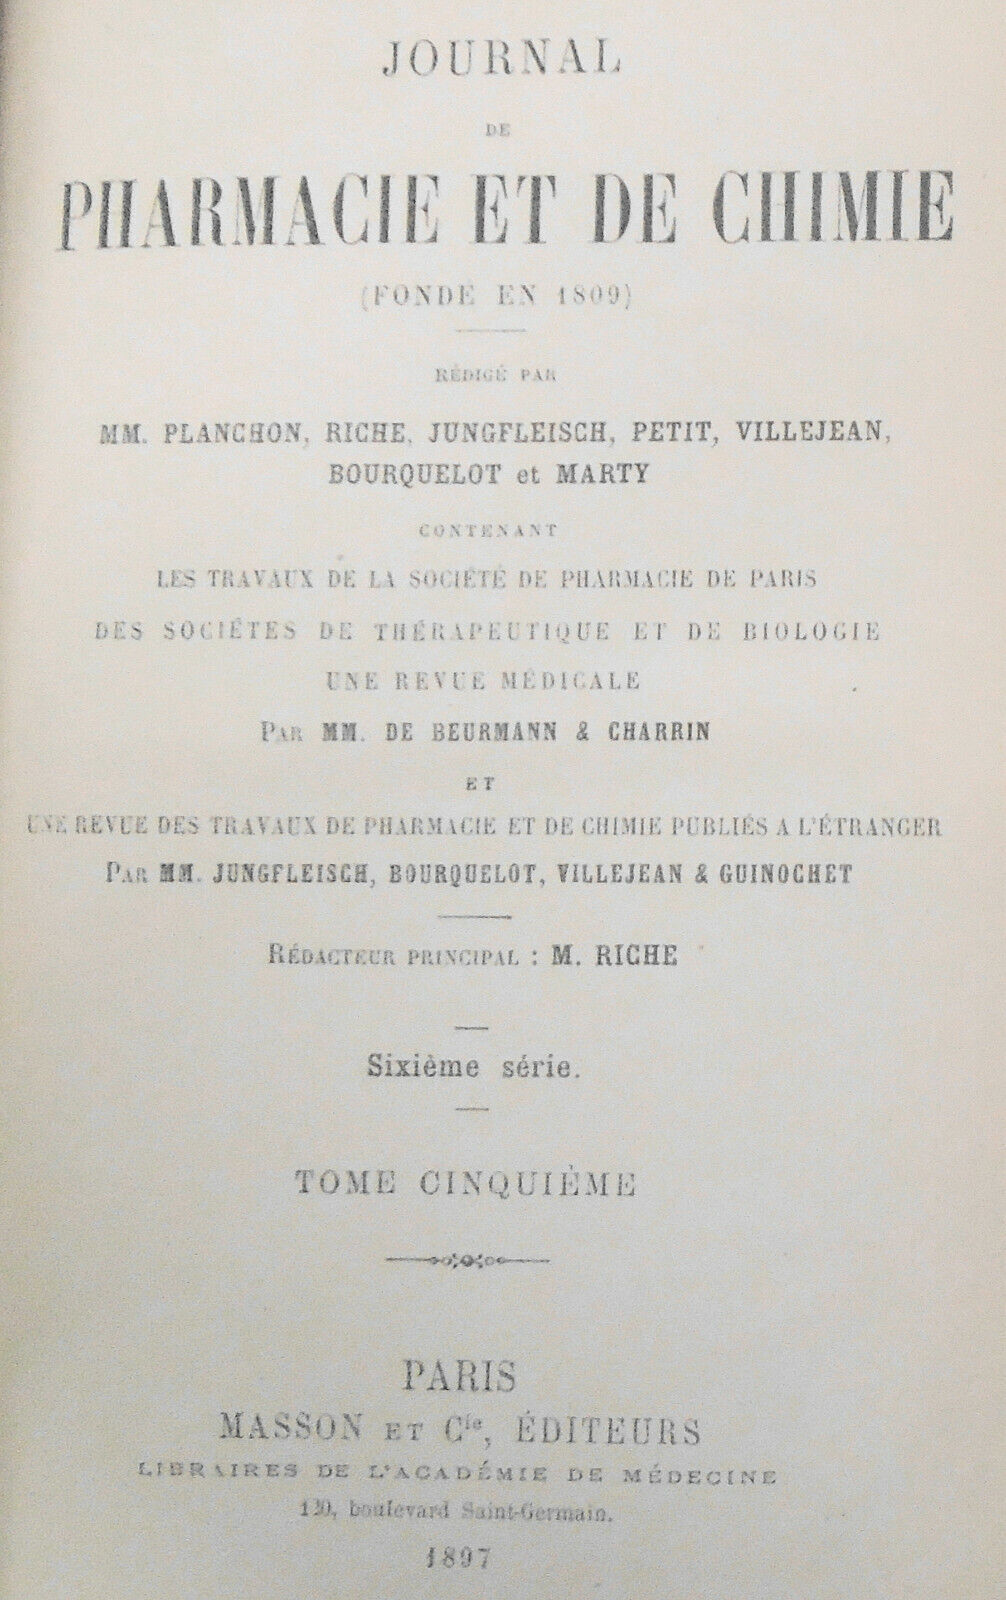 JOURNAL
DE
PHARMACIE ET DE CHIMIE
(FONDÉ EN 1809)
RÉDIGÉ PAR
MM. PLANCHON, RICHE, JUNGFLEISCH, PETIT, VILLEJEAN,
BOURQUELOT et MARTY
CONTENANT
LES TRAVAUX DE LA SOCIÉTÉ DE PHARMACIE DE PARIS
DES SOCIÉTÉS DE THÉRAPEUTIQUE ET DE BIOLOGIE
UNE REVUE MÉDICALE
PAR MM. DE BEURMANN & CHARRIN
ET
UNE REVUE DES TRAVAUX DE PHARMACIE ET DE CHIMIE PUBLIÉS A L'ÉTRANGER
PAR MM. JUNGFLEISCH, BOURQUELOT, VILLEJEAN & GUINOCHET
RÉDACTEUR PRINCIPAL : M. RICHE
Sixième série.
TOME CINQUIÈME
PARIS
MASSON ET Cie, ÉDITEURS
LIBRAIRES DE L'ACADÉMIE DE MÉDECINE
120, boulevard Saint-Germain.
1897